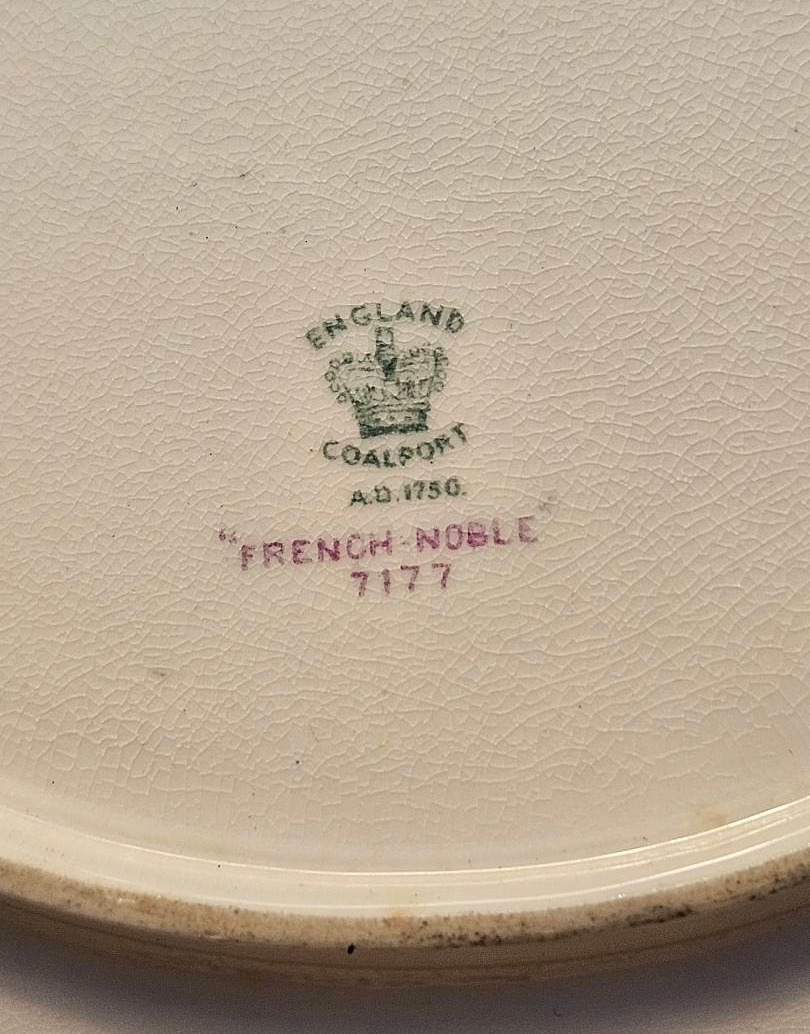 ENGLAND
COALPORT
A.D.1750.
"FRENCH-NOBLE"
7177